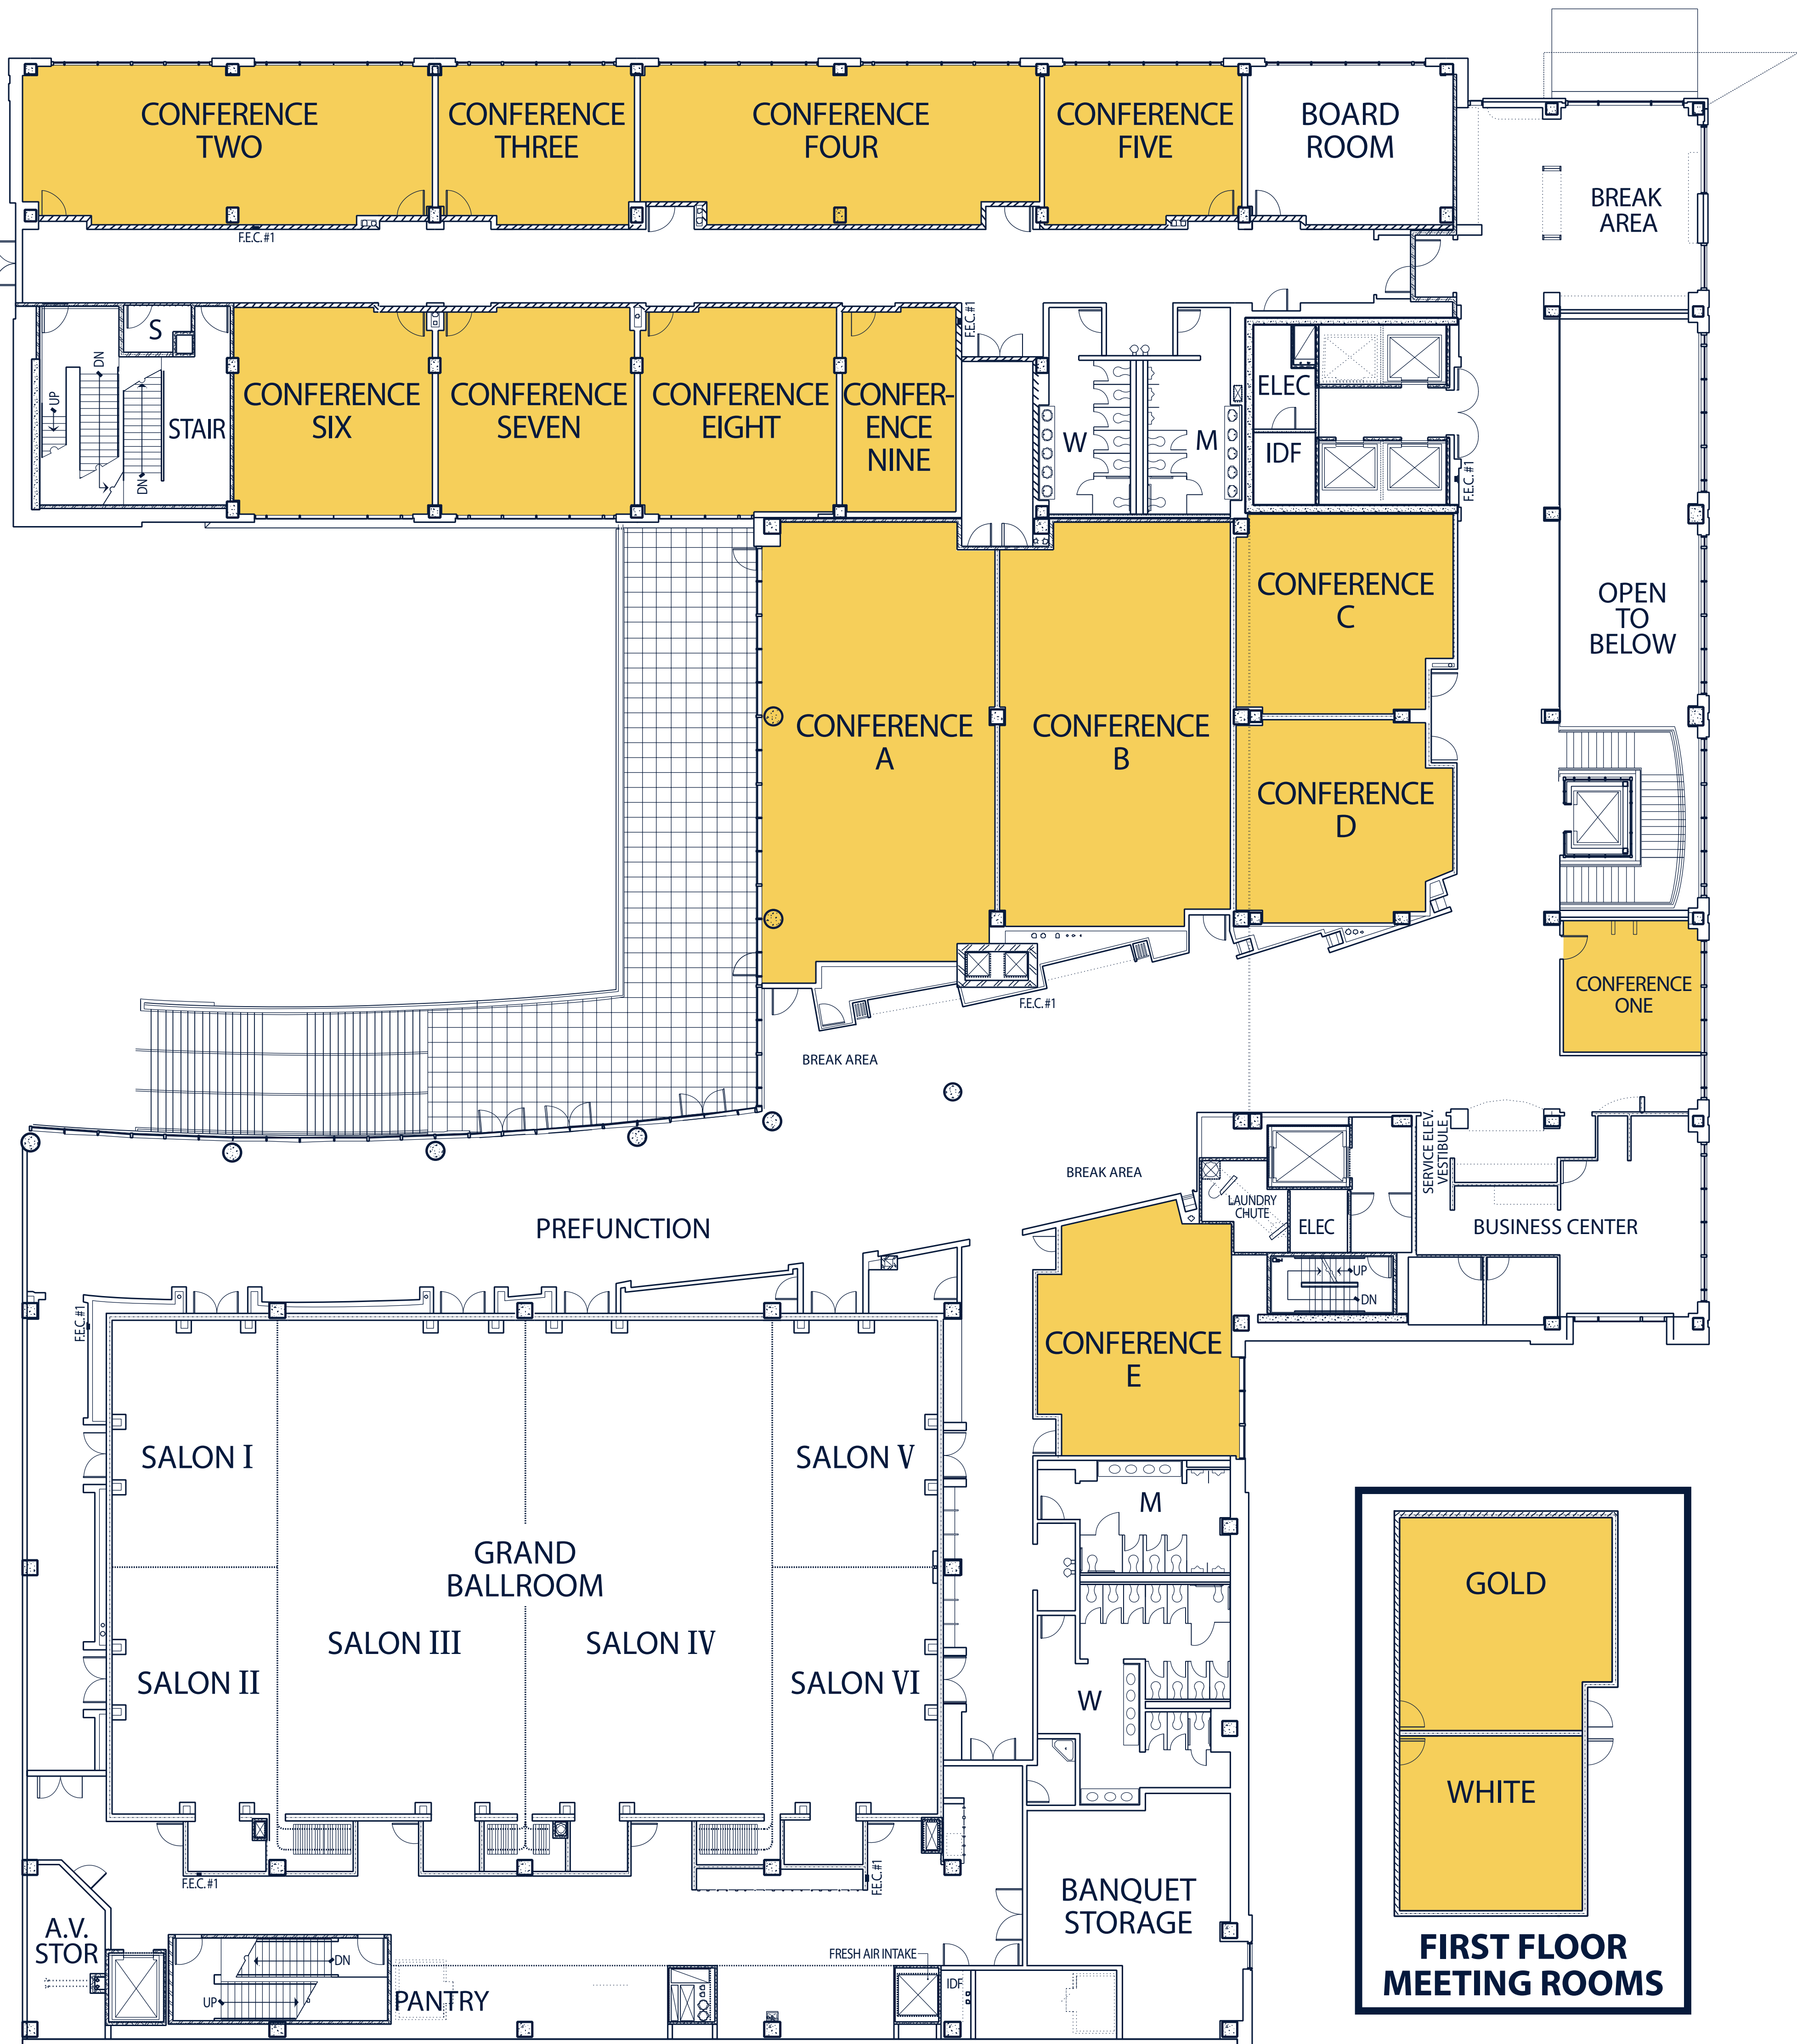 CONFERENCE
TWO
CONFERENCE
THREE
CONFERENCE
FOUR
CONFERENCE
FIVE
BOARD
ROOM
BREAK
AREA
F.E.C.#1
S
DN
UP
DN
STAIR
CONFERENCE
SIX
CONFERENCE
SEVEN
CONFERENCE
EIGHT
CONFER-
ENCE
NINE
F.E.C.#1
W
M
ELEC
IDF
F.E.C.#1
OPEN
TO
BELOW
CONFERENCE
A
CONFERENCE
B
CONFERENCE
C
CONFERENCE
D
CONFERENCE
ONE
F.E.C.#1
BREAK AREA
BREAK AREA
PREFUNCTION
LAUNDRY
CHUTE
ELEC
SERVICE ELEV.
VESTIBULE
BUSINESS CENTER
UP
DN
F.E.C.#1
CONFERENCE
E
SALON I
SALON V
GRAND
BALLROOM
SALON III
SALON IV
SALON II
SALON VI
M
W
GOLD
WHITE
FIRST FLOOR
MEETING ROOMS
F.E.C.#1
F.E.C.#1
BANQUET
STORAGE
A.V.
STOR
DN
UP
PANTRY
FRESH AIR INTAKE
IDF